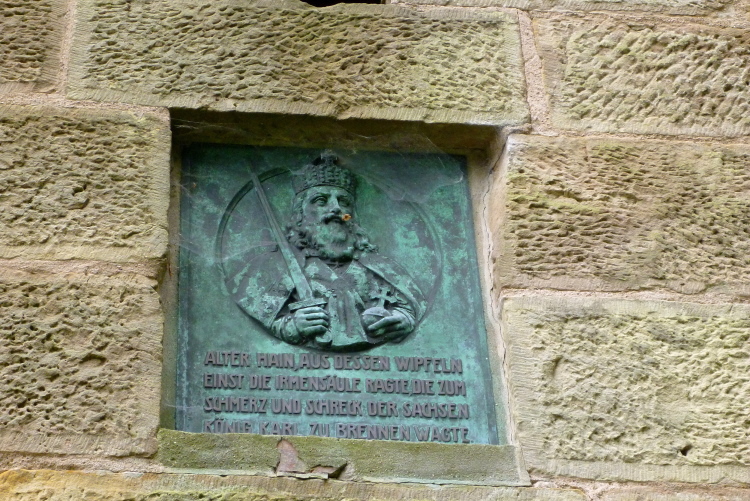 ALTER HAIN, AUS DESSEN WIPFELN
EINST DIE IRMENSÄULE RAGTE, DIE ZUM
SCHMERZ UND SCHRECK DER SACHSEN
KÖNIG KARL ZU BRENNEN WAGTE.